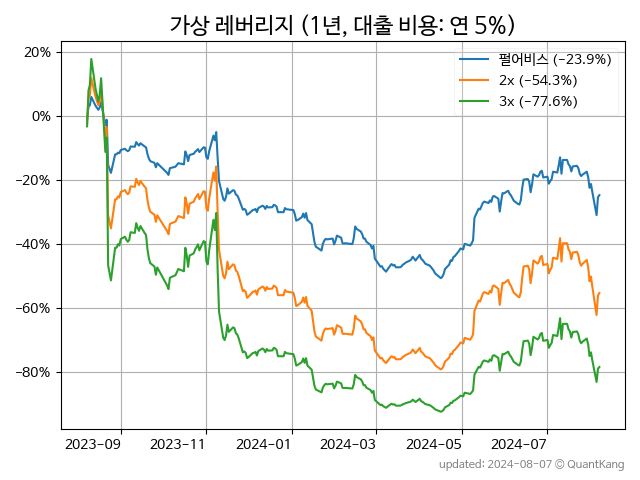 가상 레버리지 (1년, 대출 비용: 연 5%)
펄어비스 (-23.9%)
2x (-54.3%)
3x (-77.6%)
20%
0%
-20%
-40%
-60%
-80%
2023-09 2023-11 2024-01 2024-03 2024-05 2024-07
updated: 2024-08-07 © QuantKang